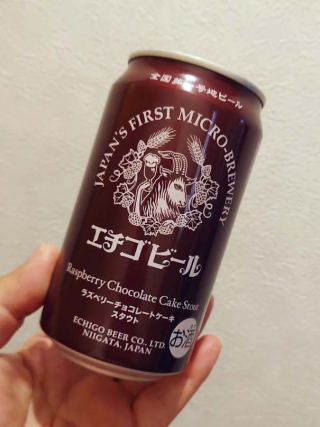 全国第一号地ビール
JAPAN'S FIRST MICRO-BREWERY
エチゴビール
Raspberry Chocolate Cake Stout
ラズベリーチョコレートケーキ
スタウト
ECHIGO BEER CO., LTD.
NIIGATA, JAPAN
お酒